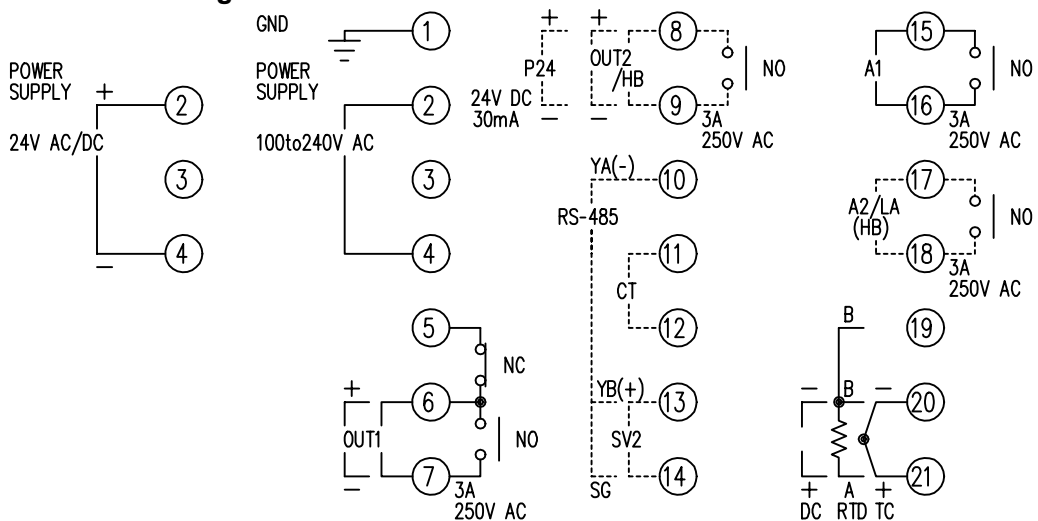 GND
1
POWER
SUPPLY
+
2
24V AC/DC
3
−
4
POWER
SUPPLY
2
100to240V AC
3
4
5
NC
+
6
OUT1
NO
−
7
3A
250V AC
+
P24
24V DC
30mA
−
+
OUT2
/HB
−
8
NO
9
3A
250V AC
YA(-)
10
RS-485
11
CT
12
YB(+)
13
SV2
14
SG
15
A1
NO
16
3A
250V AC
17
A2/LA
(HB)
NO
18
3A
250V AC
B
19
−
B
−
20
21
+
A
+
DC
RTD
TC